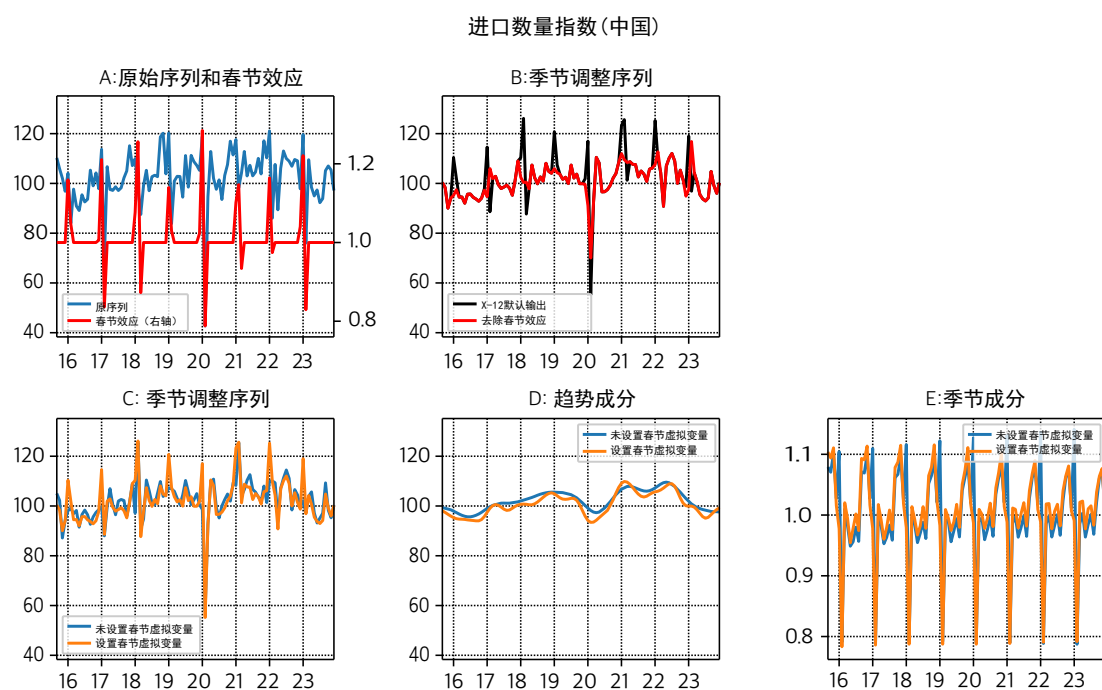 进口数量指数(中国)
A:原始序列和春节效应
120
100
80
60
40
1.2
1.0
0.8
原序列
春节效应（右轴）
16 17 18 19 20 21 22 23
B:季节调整序列
120
100
80
60
40
X-12默认输出
去除春节效应
16 17 18 19 20 21 22 23
C: 季节调整序列
120
100
80
60
40
未设置春节虚拟变量
设置春节虚拟变量
16 17 18 19 20 21 22 23
D: 趋势成分
120
100
80
60
40
未设置春节虚拟变量
设置春节虚拟变量
16 17 18 19 20 21 22 23
E:季节成分
1.1
1.0
0.9
0.8
未设置春节虚拟变量
设置春节虚拟变量
16 17 18 19 20 21 22 23